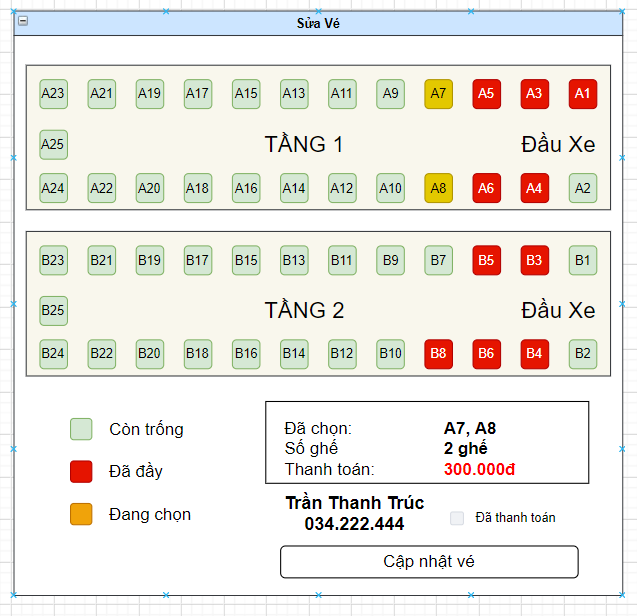 Sửa Vé
A23 A21 A19 A17 A15 A13 A11 A9 A7 A5 A3 A1
A25 TẦNG 1 Đầu Xe
A24 A22 A20 A18 A16 A14 A12 A10 A8 A6 A4 A2
B23 B21 B19 B17 B15 B13 B11 B9 B7 B5 B3 B1
B25 TẦNG 2 Đầu Xe
B24 B22 B20 B18 B16 B14 B12 B10 B8 B6 B4 B2
Còn trống
Đã đầy
Đang chọn
Đã chọn: A7, A8
Số ghế 2 ghế
Thanh toán: 300.000đ
Trần Thanh Trúc
034.222.444
Đã thanh toán
Cập nhật vé